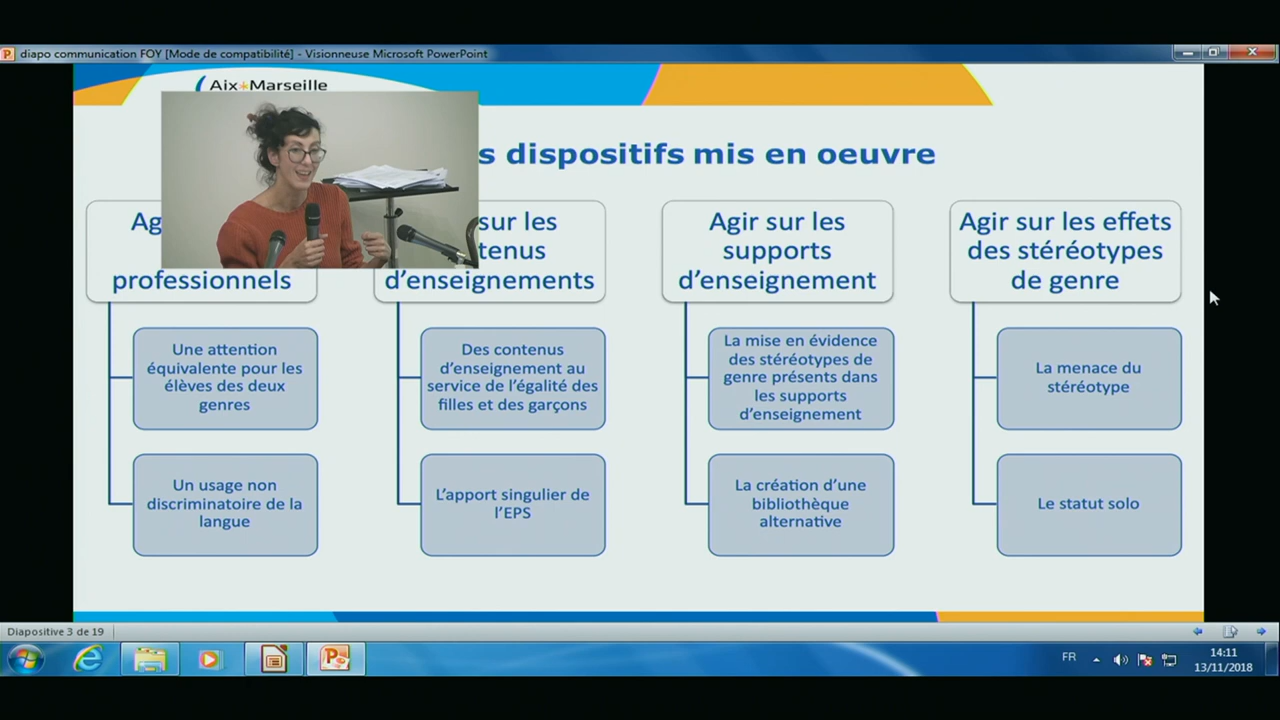 diapo communication FOY [Mode de compatibilité] - Visionneuse Microsoft PowerPoint
Aix*Marseille
s dispositifs mis en oeuvre
professionnels
sur les
d'enseignements
Agir sur les
supports
d'enseignement
Agir sur les effets
des stéréotypes
de genre
Une attention
équivalente pour les
élèves des deux
genres
Un usage non
discriminatoire de la
langue
Des contenus
d'enseignement au
service de l'égalité des
filles et des garçons
L'apport singulier de
l'EPS
La mise en évidence
des stéréotypes de
genre présents dans
les supports
d'enseignement
La création d'une
bibliothèque
alternative
La menace du
stéréotype
Le statut solo
Diapositive 3 de 19
FR
14:11
13/11/2018